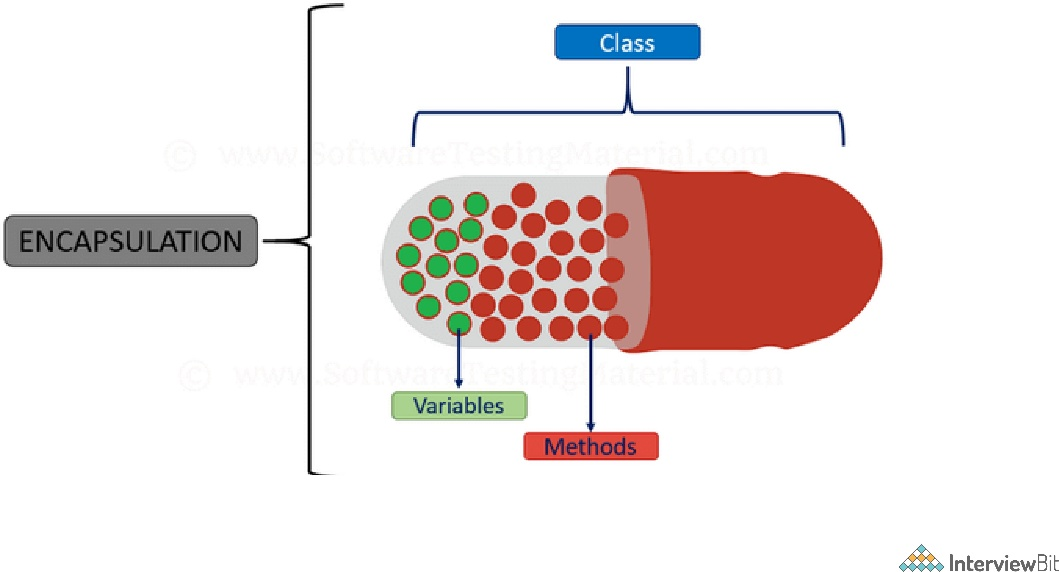 Class
© www.SoftwareTestingMaterial.com
ENCAPSULATION
© www.SoftwareTestingMaterial.com
Variables
Methods
InterviewBit